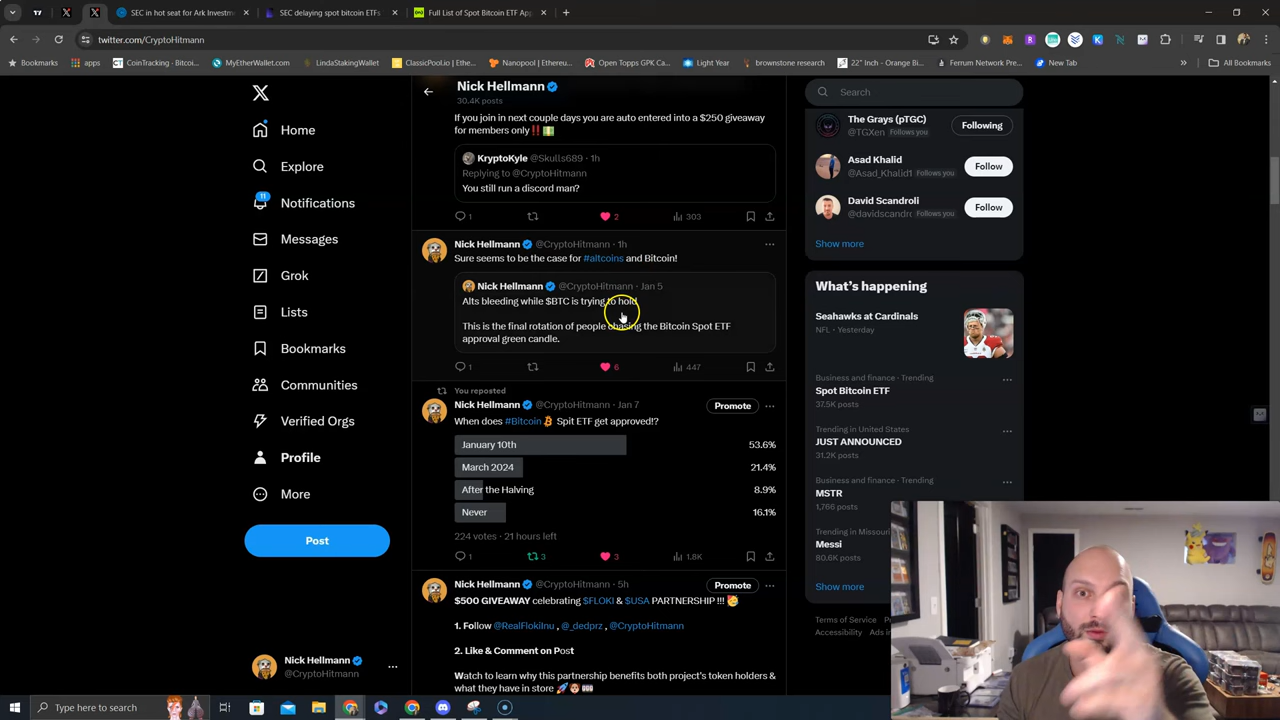 SEC in hot seat for Ark Investm
SEC delaying spot bitcoin ETFs
Full List of Spot Bitcoin ETF Ap
twitter.com/CryptoHitmann
Bookmarks
apps
CoinTracking - Bitcoi...
MyEtherWallet.com
LindaStakingWallet
ClassicPool.io
Nanopool | Ethereu...
Open Topps GPK Ca...
Light Year
brownstone research
22" Inch - Orange Bi...
Ferrum Network Pre...
New Tab
All Bookmarks
Home
Explore
11
Notifications
Messages
Grok
Lists
Bookmarks
Communities
Verified Orgs
Profile
More
Post
Nick Hellmann
@CryptoHitmann
Nick Hellmann
30.4K posts
If you join in next couple days you are auto entered into a $250 giveaway
for members only‼️💵
KryptoKyle @Skulls689 · 1h
Replying to @CryptoHitmann
You still run a discord man?
1
2
303
Nick Hellmann @CryptoHitmann · 1h
Sure seems to be the case for #altcoins and Bitcoin!
Nick Hellmann @CryptoHitmann · Jan 5
Alts bleeding while $BTC is trying to hold
This is the final rotation of people chasing the Bitcoin Spot ETF
approval green candle.
1
6
447
You reposted
Nick Hellmann @CryptoHitmann · Jan 7
Promote
When does #Bitcoin Spit ETF get approved!?
January 10th 53.6%
March 2024 21.4%
After the Halving 8.9%
Never 16.1%
224 votes · 21 hours left
1
3
3
1.8K
Nick Hellmann @CryptoHitmann · 5h
Promote
$500 GIVEAWAY celebrating $FLOKI & $USA PARTNERSHIP !!! 🥳
1. Follow @RealFlokiInu , @_dedprz , @CryptoHitmann
2. Like & Comment on Post
Watch to learn why this partnership benefits both project's token holders &
what they have in store
Search
The Grays (pTGC)
@TGXen Follows you
Following
Asad Khalid
@Asad_Khalid1 Follows you
Follow
David Scandroli
@davidscandrc Follows you
Follow
Show more
What's happening
Seahawks at Cardinals
NFL · Yesterday
Business and finance · Trending
Spot Bitcoin ETF
37.5K posts
Trending in United States
JUST ANNOUNCED
31.2K posts
Business and finance · Trending
MSTR
1,766 posts
Trending in Missouri
Messi
80.6K posts
Show more
Terms of Service
Accessibility
Ads in
Type here to search